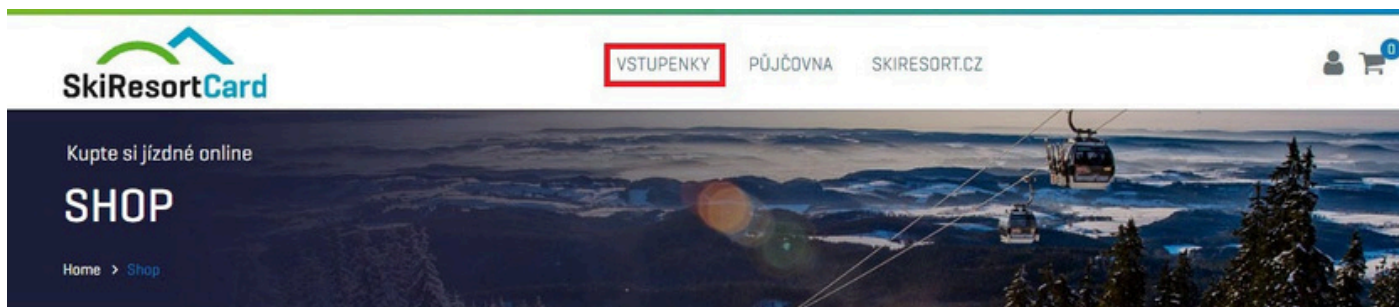 SkiResortCard
VSTUPENKY
PŮJČOVNA
SKIRESORT.CZ
0
Kupte si jízdné online
SHOP
Home > Shop